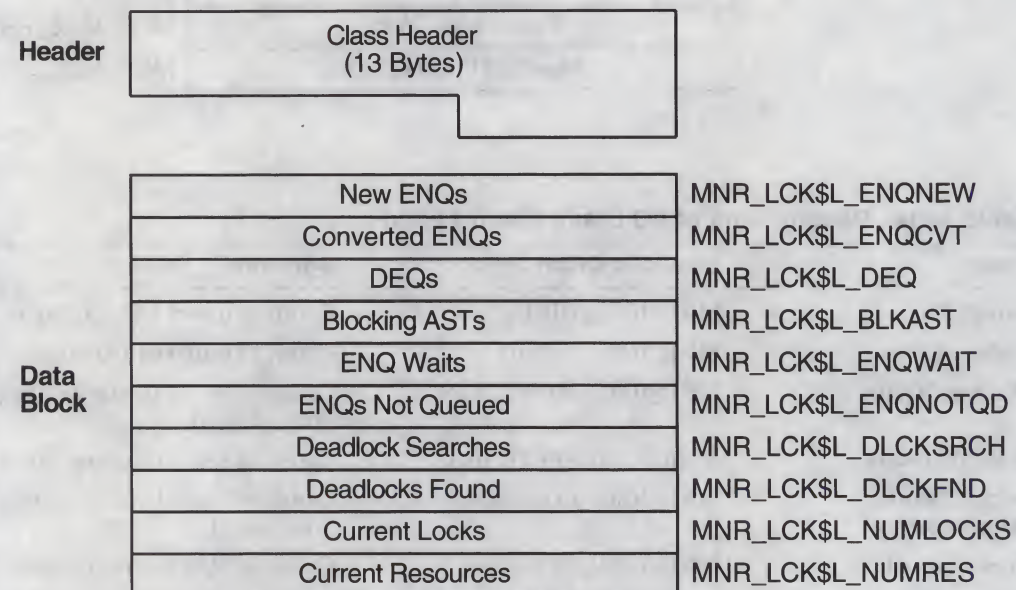 Header
Class Header
(13 Bytes)
New ENQs MNR_LCK$L_ENQNEW
Converted ENQs MNR_LCK$L_ENQCVT
DEQs MNR_LCK$L_DEQ
Blocking ASTs MNR_LCK$L_BLKAST
ENQ Waits MNR_LCK$L_ENQWAIT
Data
Block
ENQs Not Queued MNR_LCK$L_ENQNOTQD
Deadlock Searches MNR_LCK$L_DLCKSRCH
Deadlocks Found MNR_LCK$L_DLCKFND
Current Locks MNR_LCK$L_NUMLOCKS
Current Resources MNR_LCK$L_NUMRES